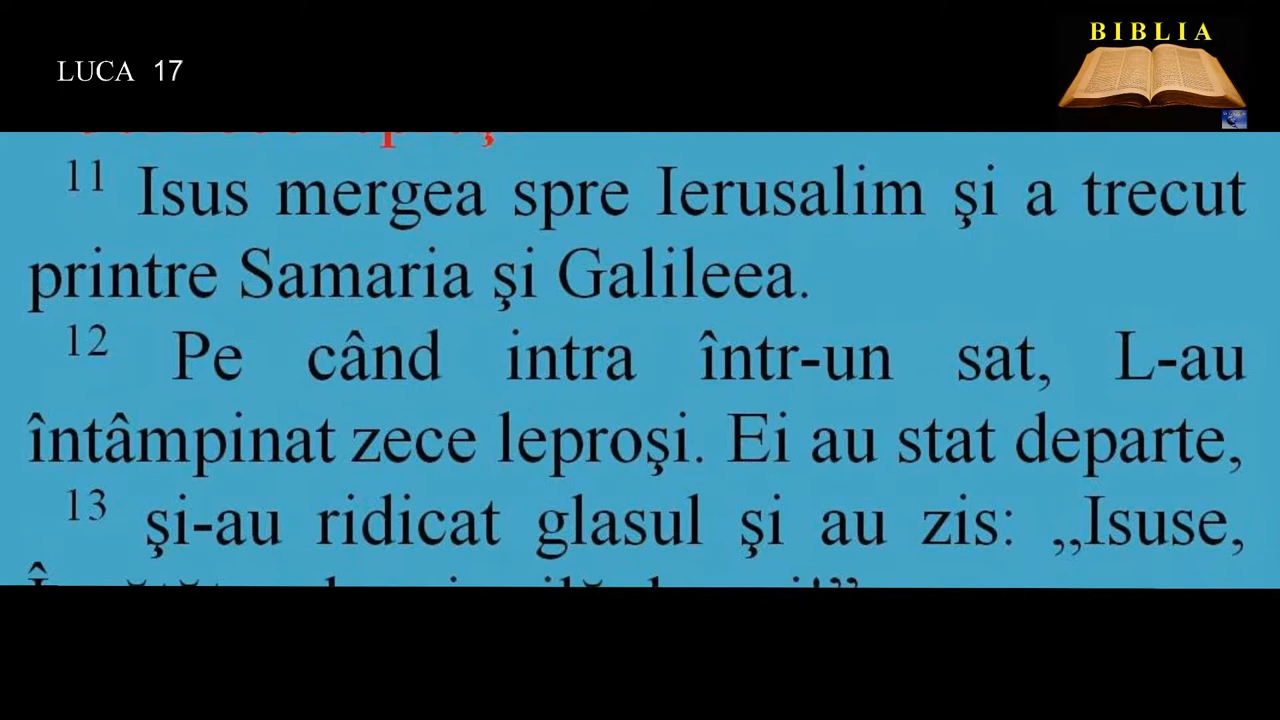 BIBLIA
LUCA 17
11 Isus mergea spre Ierusalim şi a trecut
printre Samaria şi Galileea.
12 Pe când intra într-un sat, L-au
întâmpinat zece leproşi. Ei au stat departe,
13 şi-au ridicat glasul şi au zis: ,,Isuse,